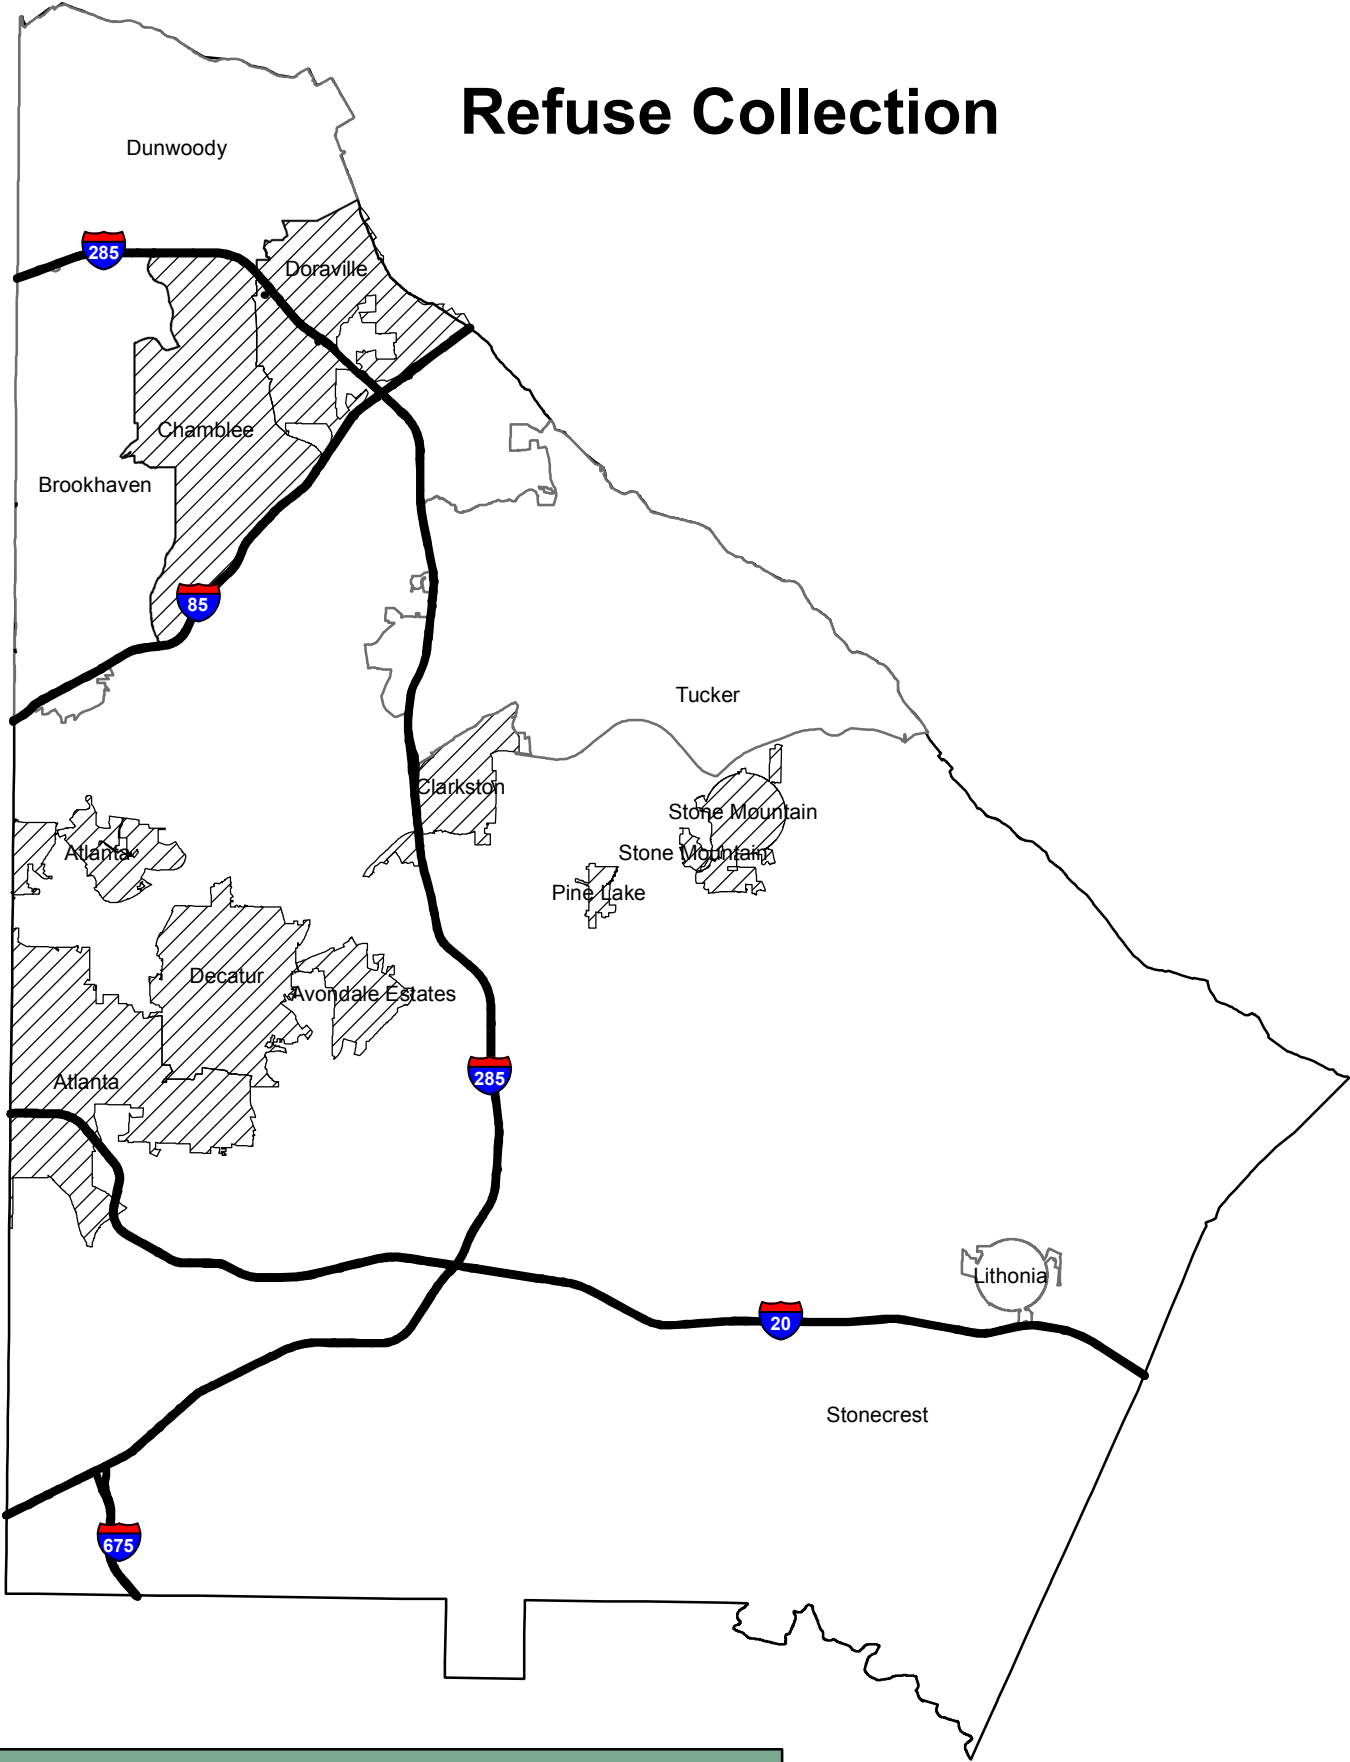 Refuse Collection
Dunwoody
285
Doraville
Chamblee
Brookhaven
85
Tucker
Clarkston
Stone Mountain
Atlanta
Stone Mountain
Pine Lake
Decatur
Avondale Estates
285
Atlanta
Lithonia
20
Stonecrest
675